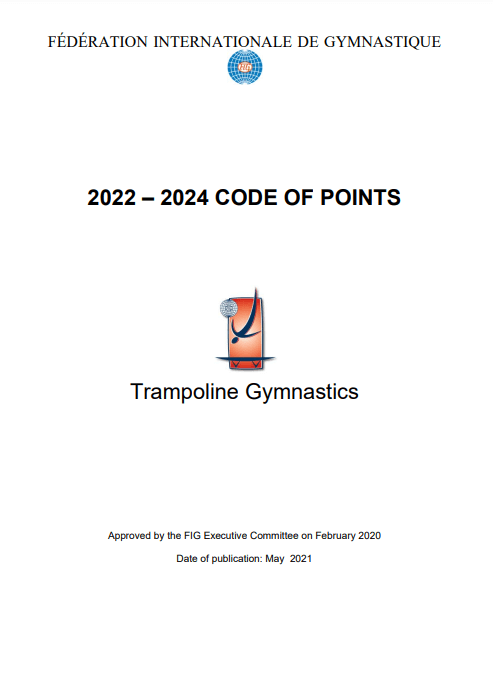 FÉDÉRATION INTERNATIONALE DE GYMNASTIQUE
FIG
2022 – 2024 CODE OF POINTS
Trampoline Gymnastics
Approved by the FIG Executive Committee on February 2020
Date of publication: May 2021